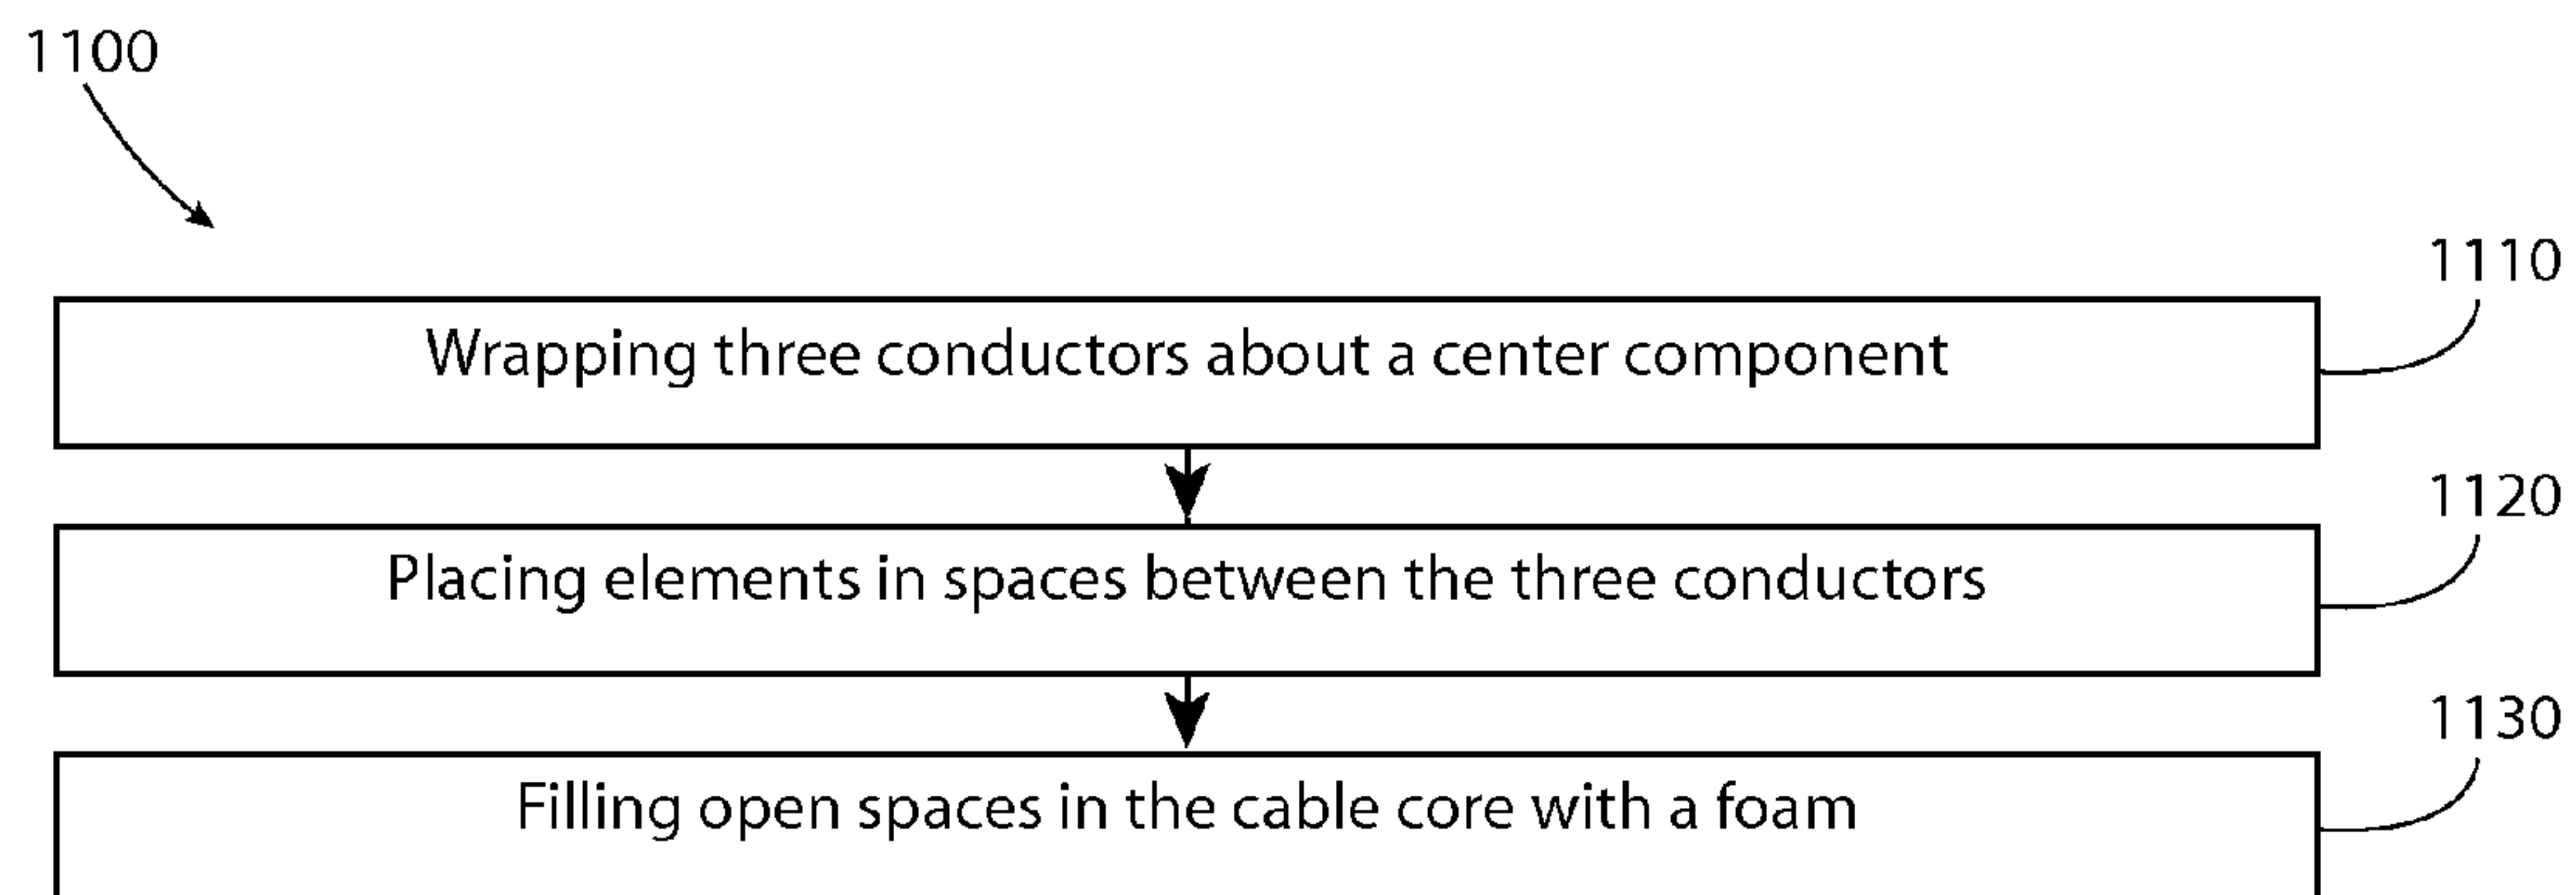 1100
1110
Wrapping three conductors about a center component
1120
Placing elements in spaces between the three conductors
1130
Filling open spaces in the cable core with a foam